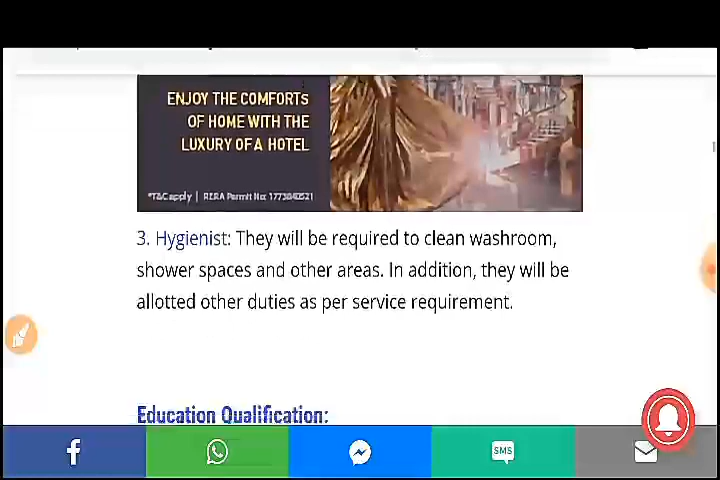 ENJOY THE COMFORTS
OF HOME WITH THE
LUXURY OF A HOTEL
*T&C apply | RERA Permit No: 1773840521
3. Hygienist: They will be required to clean washroom,
shower spaces and other areas. In addition, they will be
allotted other duties as per service requirement.
Education Qualification:
SMS